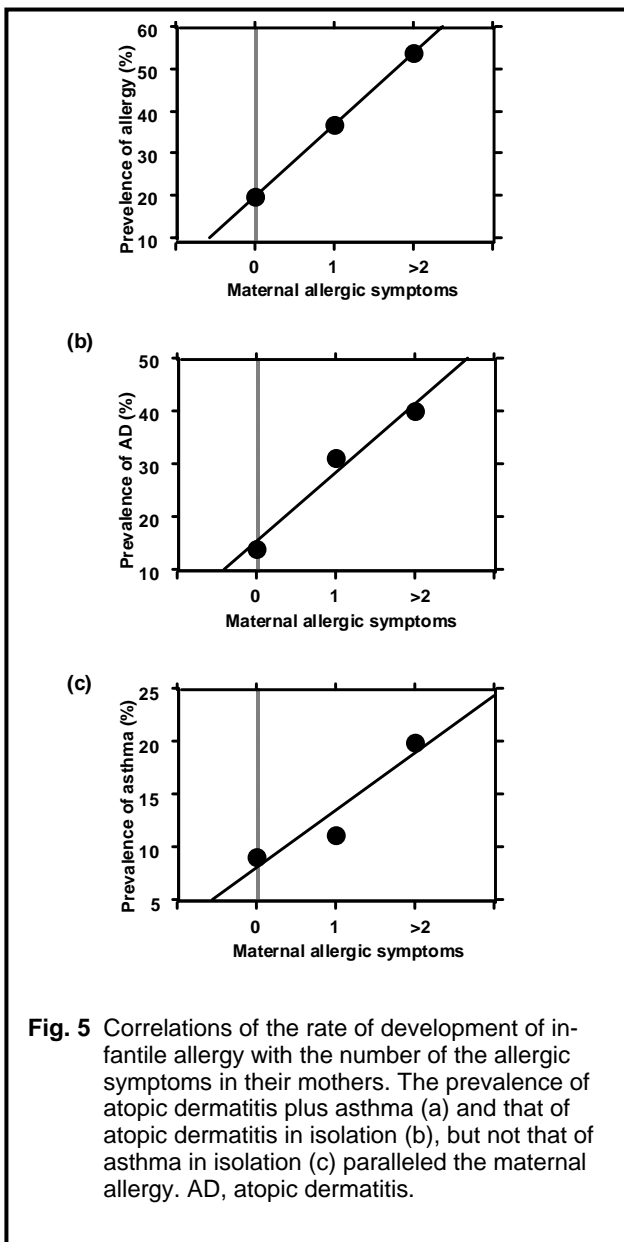 60
50
40
30
20
10
Prevelence of allergy (%)
0 1 >2
Maternal allergic symptoms
(b)
50
40
30
20
10
Prevalence of AD (%)
0 1 >2
Maternal allergic symptoms
(c)
25
20
15
10
5
Prevalence of asthma (%)
0 1 >2
Maternal allergic symptoms
Fig. 5 Correlations of the rate of development of in-
fantile allergy with the number of the allergic
symptoms in their mothers. The prevalence of
atopic dermatitis plus asthma (a) and that of
atopic dermatitis in isolation (b), but not that of
asthma in isolation (c) paralleled the maternal
allergy. AD, atopic dermatitis.